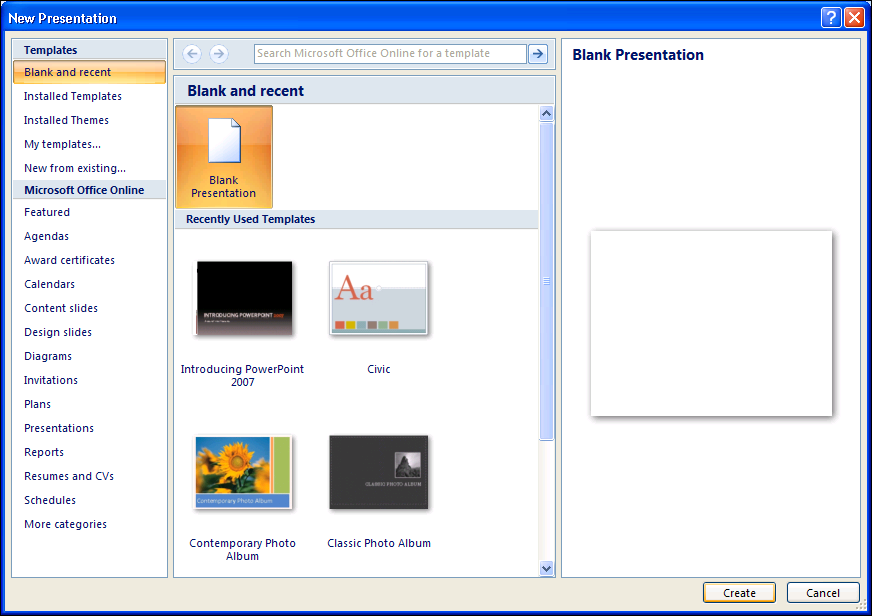 New Presentation
Templates
Blank and recent
Installed Templates
Installed Themes
My templates...
New from existing...
Microsoft Office Online
Featured
Agendas
Award certificates
Calendars
Content slides
Design slides
Diagrams
Invitations
Plans
Presentations
Reports
Resumes and CVs
Schedules
More categories
Search Microsoft Office Online for a template
Blank and recent
Blank
Presentation
Recently Used Templates
INTRODUCING POWERPOINT 2007
Introducing PowerPoint
2007
Aa
Civic
Contemporary Photo Album
Contemporary Photo
Album
CLASSIC PHOTO ALBUM
Classic Photo Album
Blank Presentation
Create
Cancel